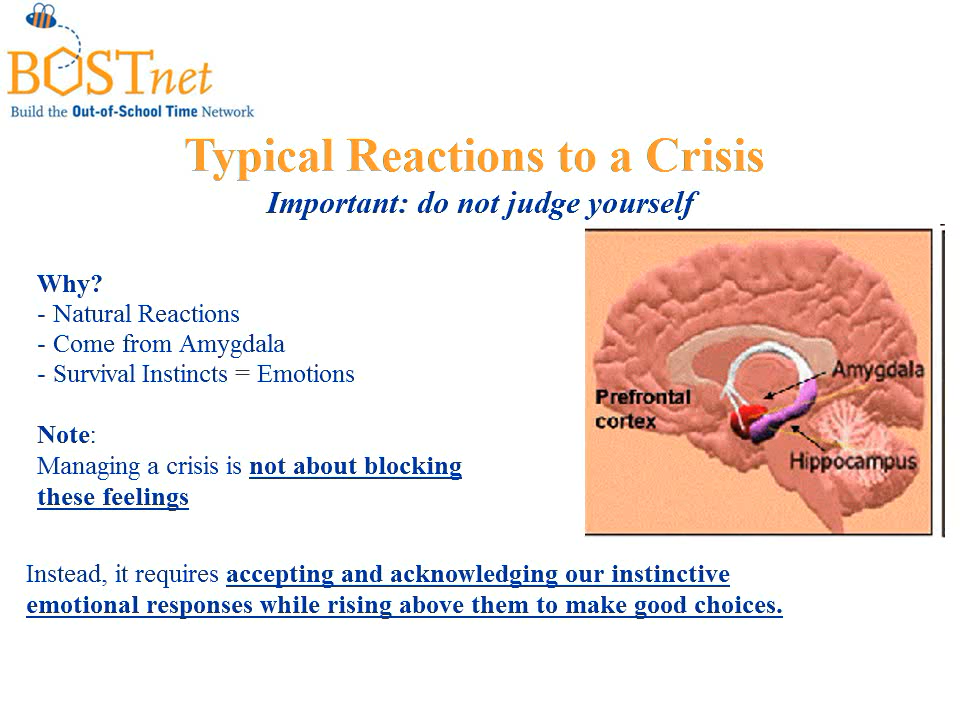 BOSTnet
Build the Out-of-School Time Network
Typical Reactions to a Crisis
Important: do not judge yourself
Why?
- Natural Reactions
- Come from Amygdala
- Survival Instincts = Emotions
Note:
Managing a crisis is not about blocking
these feelings
Prefrontal
cortex
Amygdala
Hippocampus
Instead, it requires accepting and acknowledging our instinctive
emotional responses while rising above them to make good choices.